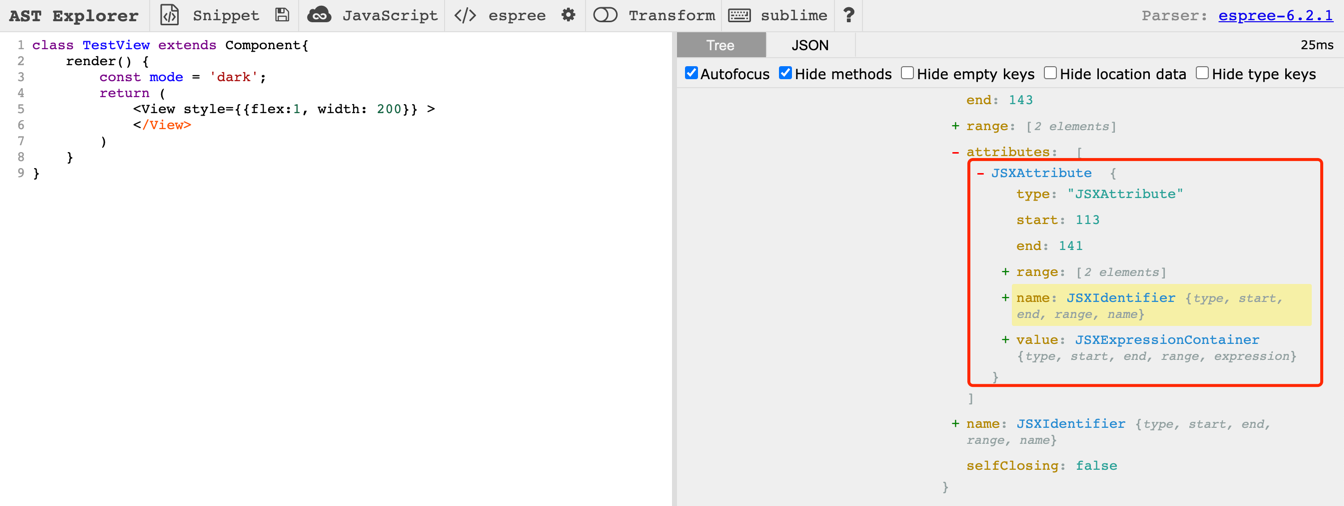 AST Explorer Snippet JavaScript </> espree Transform sublime ? Parser: espree-6.2.1
1 class TestView extends Component{
2 render() {
3 const mode = 'dark';
4 return (
5 <View style={{flex:1, width: 200}} >
6 </View>
7 )
8 }
9 }
Tree JSON 25ms
Autofocus Hide methods Hide empty keys Hide location data Hide type keys
end: 143
+ range: [2 elements]
- attributes: [
- JSXAttribute {
type: "JSXAttribute"
start: 113
end: 141
+ range: [2 elements]
+ name: JSXIdentifier {type, start,
end, range, name}
+ value: JSXExpressionContainer
{type, start, end, range, expression}
}
]
+ name: JSXIdentifier {type, start, end,
range, name}
selfClosing: false
}